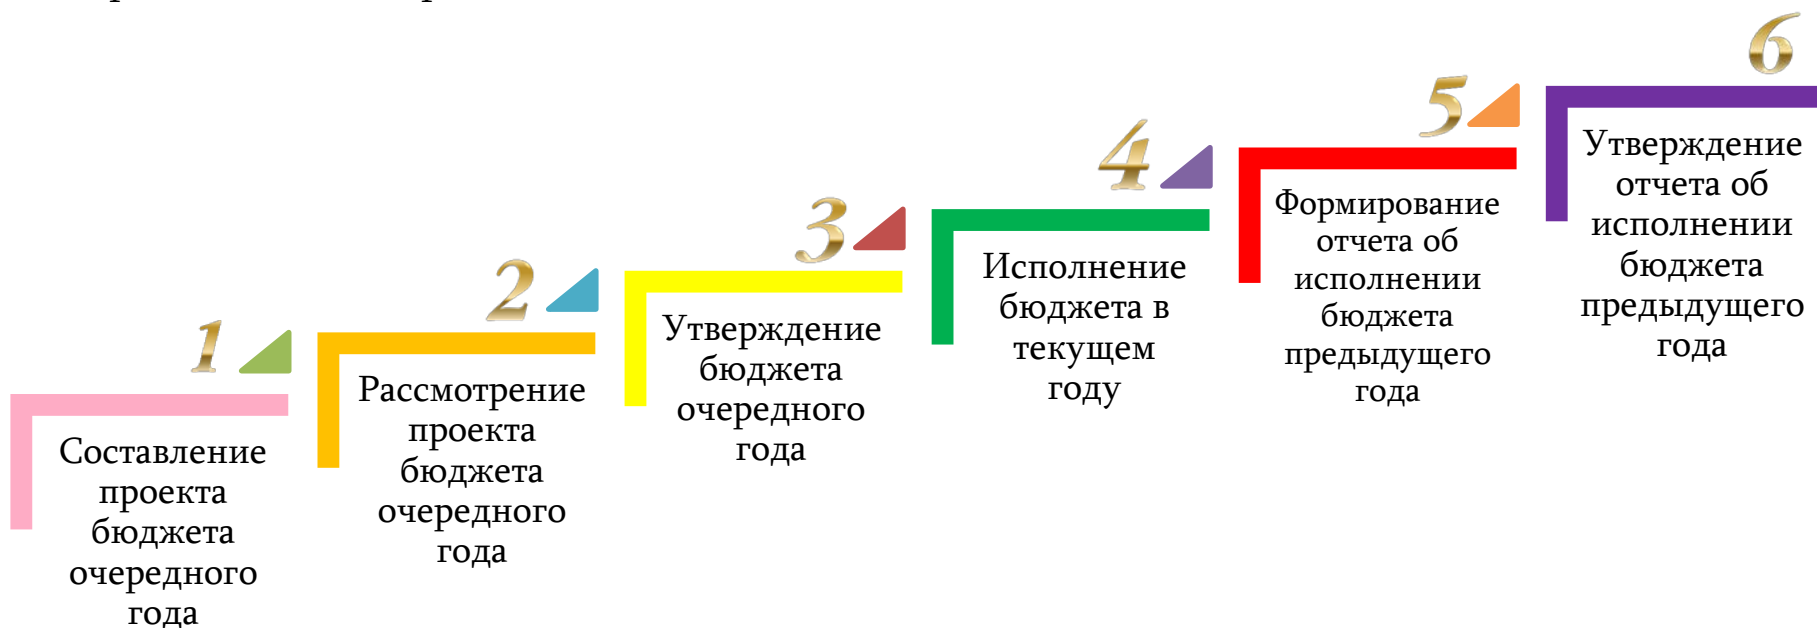 1
Составление
проекта
бюджета
очередного
года
2
Рассмотрение
проекта
бюджета
очередного
года
3
Утверждение
бюджета
очередного
года
4
Исполнение
бюджета в
текущем
году
5
Формирование
отчета об
исполнении
бюджета
предыдущего
года
6
Утверждение
отчета об
исполнении
бюджета
предыдущего
года